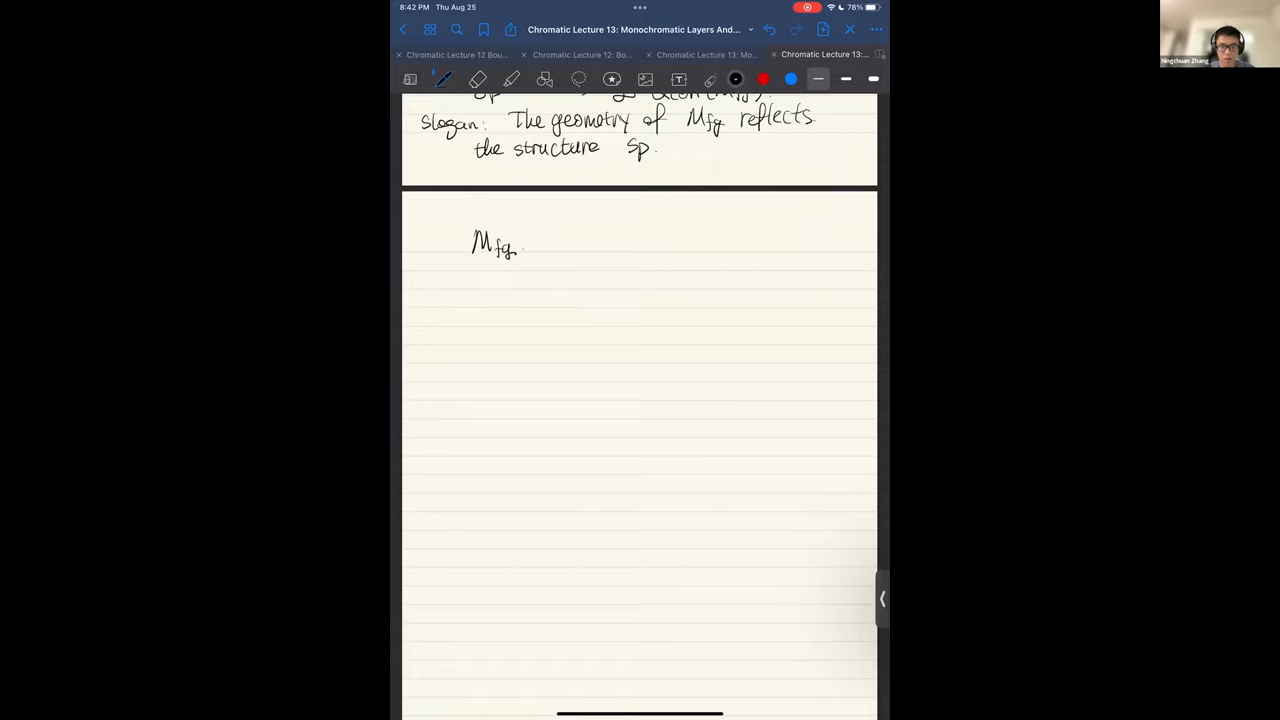 8:42 PM Thu Aug 25
78%
Chromatic Lecture 13: Monochromatic Layers And...
Chromatic Lecture 12 Bou...
Chromatic Lecture 12: Bo...
Chromatic Lecture 13: Mo...
Chromatic Lecture 13:...
Slogan: The geometry of Mfg reflects
the structure Sp.
Mfg.
Ningchuan Zhang